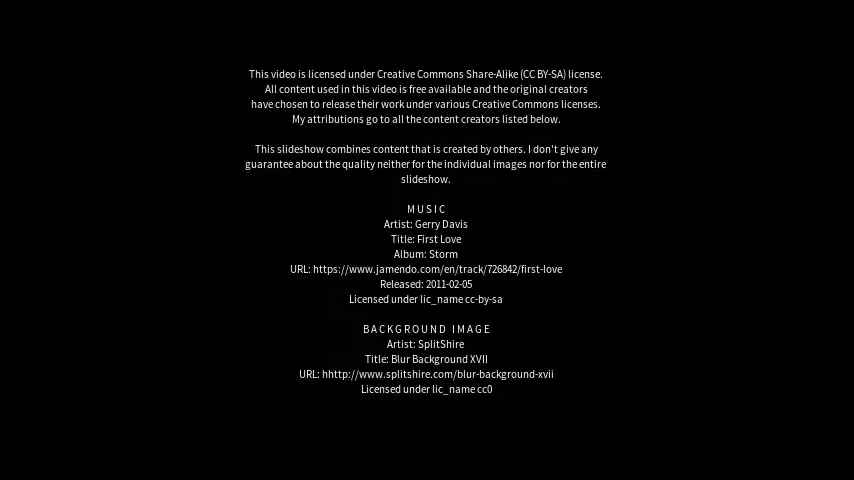 This video is licensed under Creative Commons Share-Alike (CC BY-SA) license.
All content used in this video is free available and the original creators
have chosen to release their work under various Creative Commons licenses.
My attributions go to all the content creators listed below.
This slideshow combines content that is created by others. I don't give any
guarantee about the quality neither for the individual images nor for the entire
slideshow.
MUSIC
Artist: Gerry Davis
Title: First Love
Album: Storm
URL: https://www.jamendo.com/en/track/726842/first-love
Released: 2011-02-05
Licensed under lic_name cc-by-sa
BACKGROUND IMAGE
Artist: SplitShire
Title: Blur Background XVII
URL: hhttp://www.splitshire.com/blur-background-xvii
Licensed under lic_name cc0